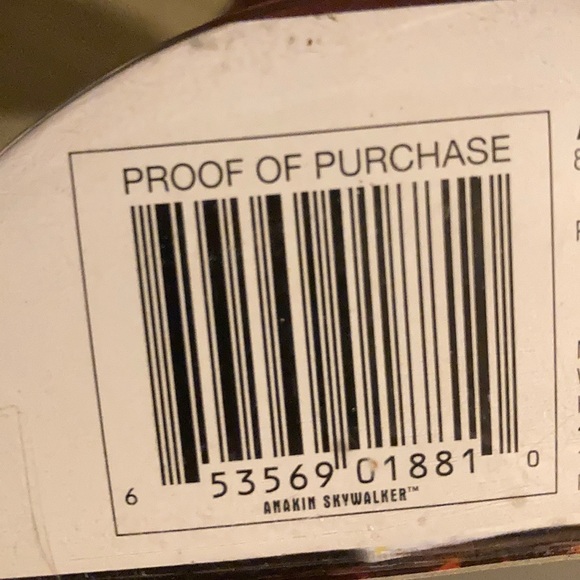 PROOF OF PURCHASE
6 53569 01881 0
ANAKIN SKYWALKER™